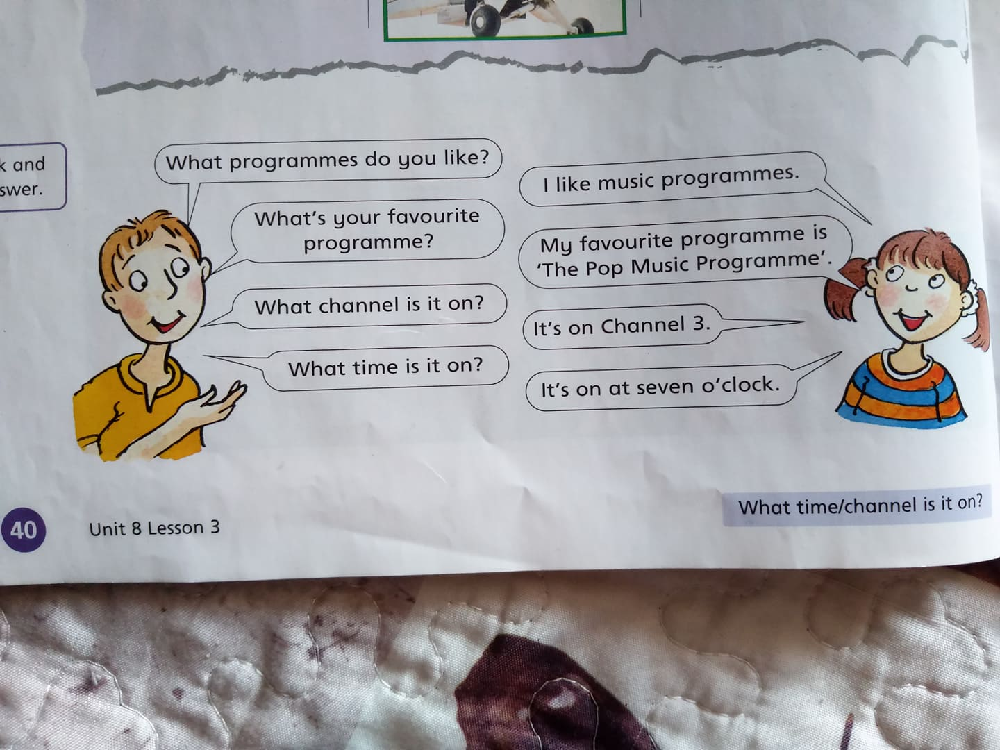 k and
swer.
What programmes do you like?
I like music programmes.
What's your favourite
programme?
My favourite programme is
'The Pop Music Programme'.
What channel is it on?
It's on Channel 3.
What time is it on?
It's on at seven o'clock.
40
Unit 8 Lesson 3
What time/channel is it on?